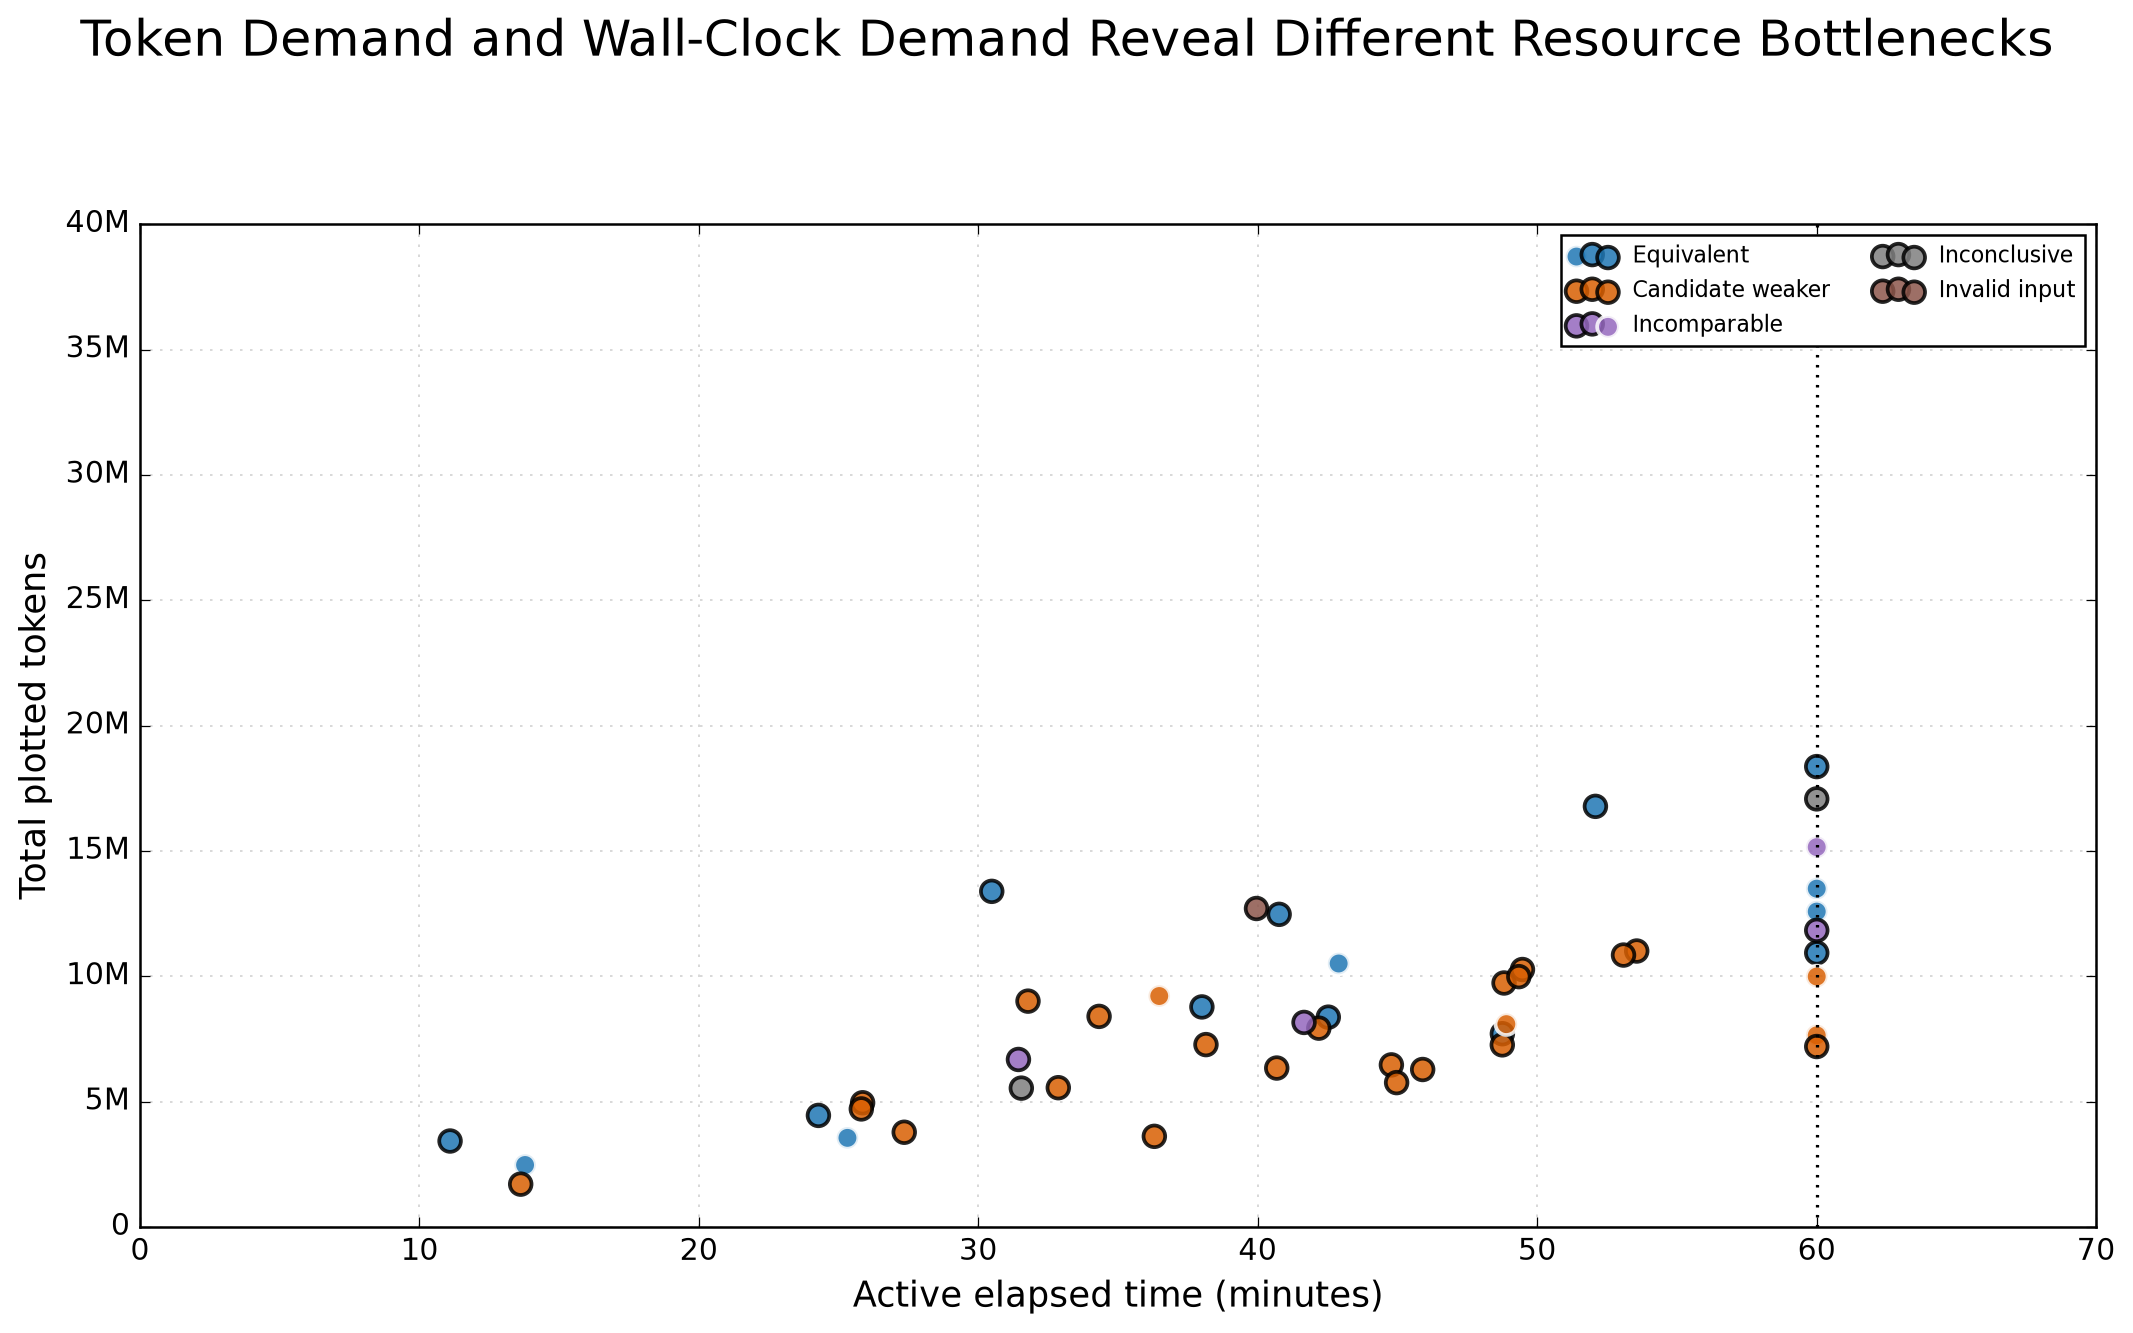 Token Demand and Wall-Clock Demand Reveal Different Resource Bottlenecks
40M
35M
30M
25M
20M
15M
10M
5M
0
Total plotted tokens
Equivalent
Candidate weaker
Incomparable
Inconclusive
Invalid input
0 10 20 30 40 50 60 70
Active elapsed time (minutes)